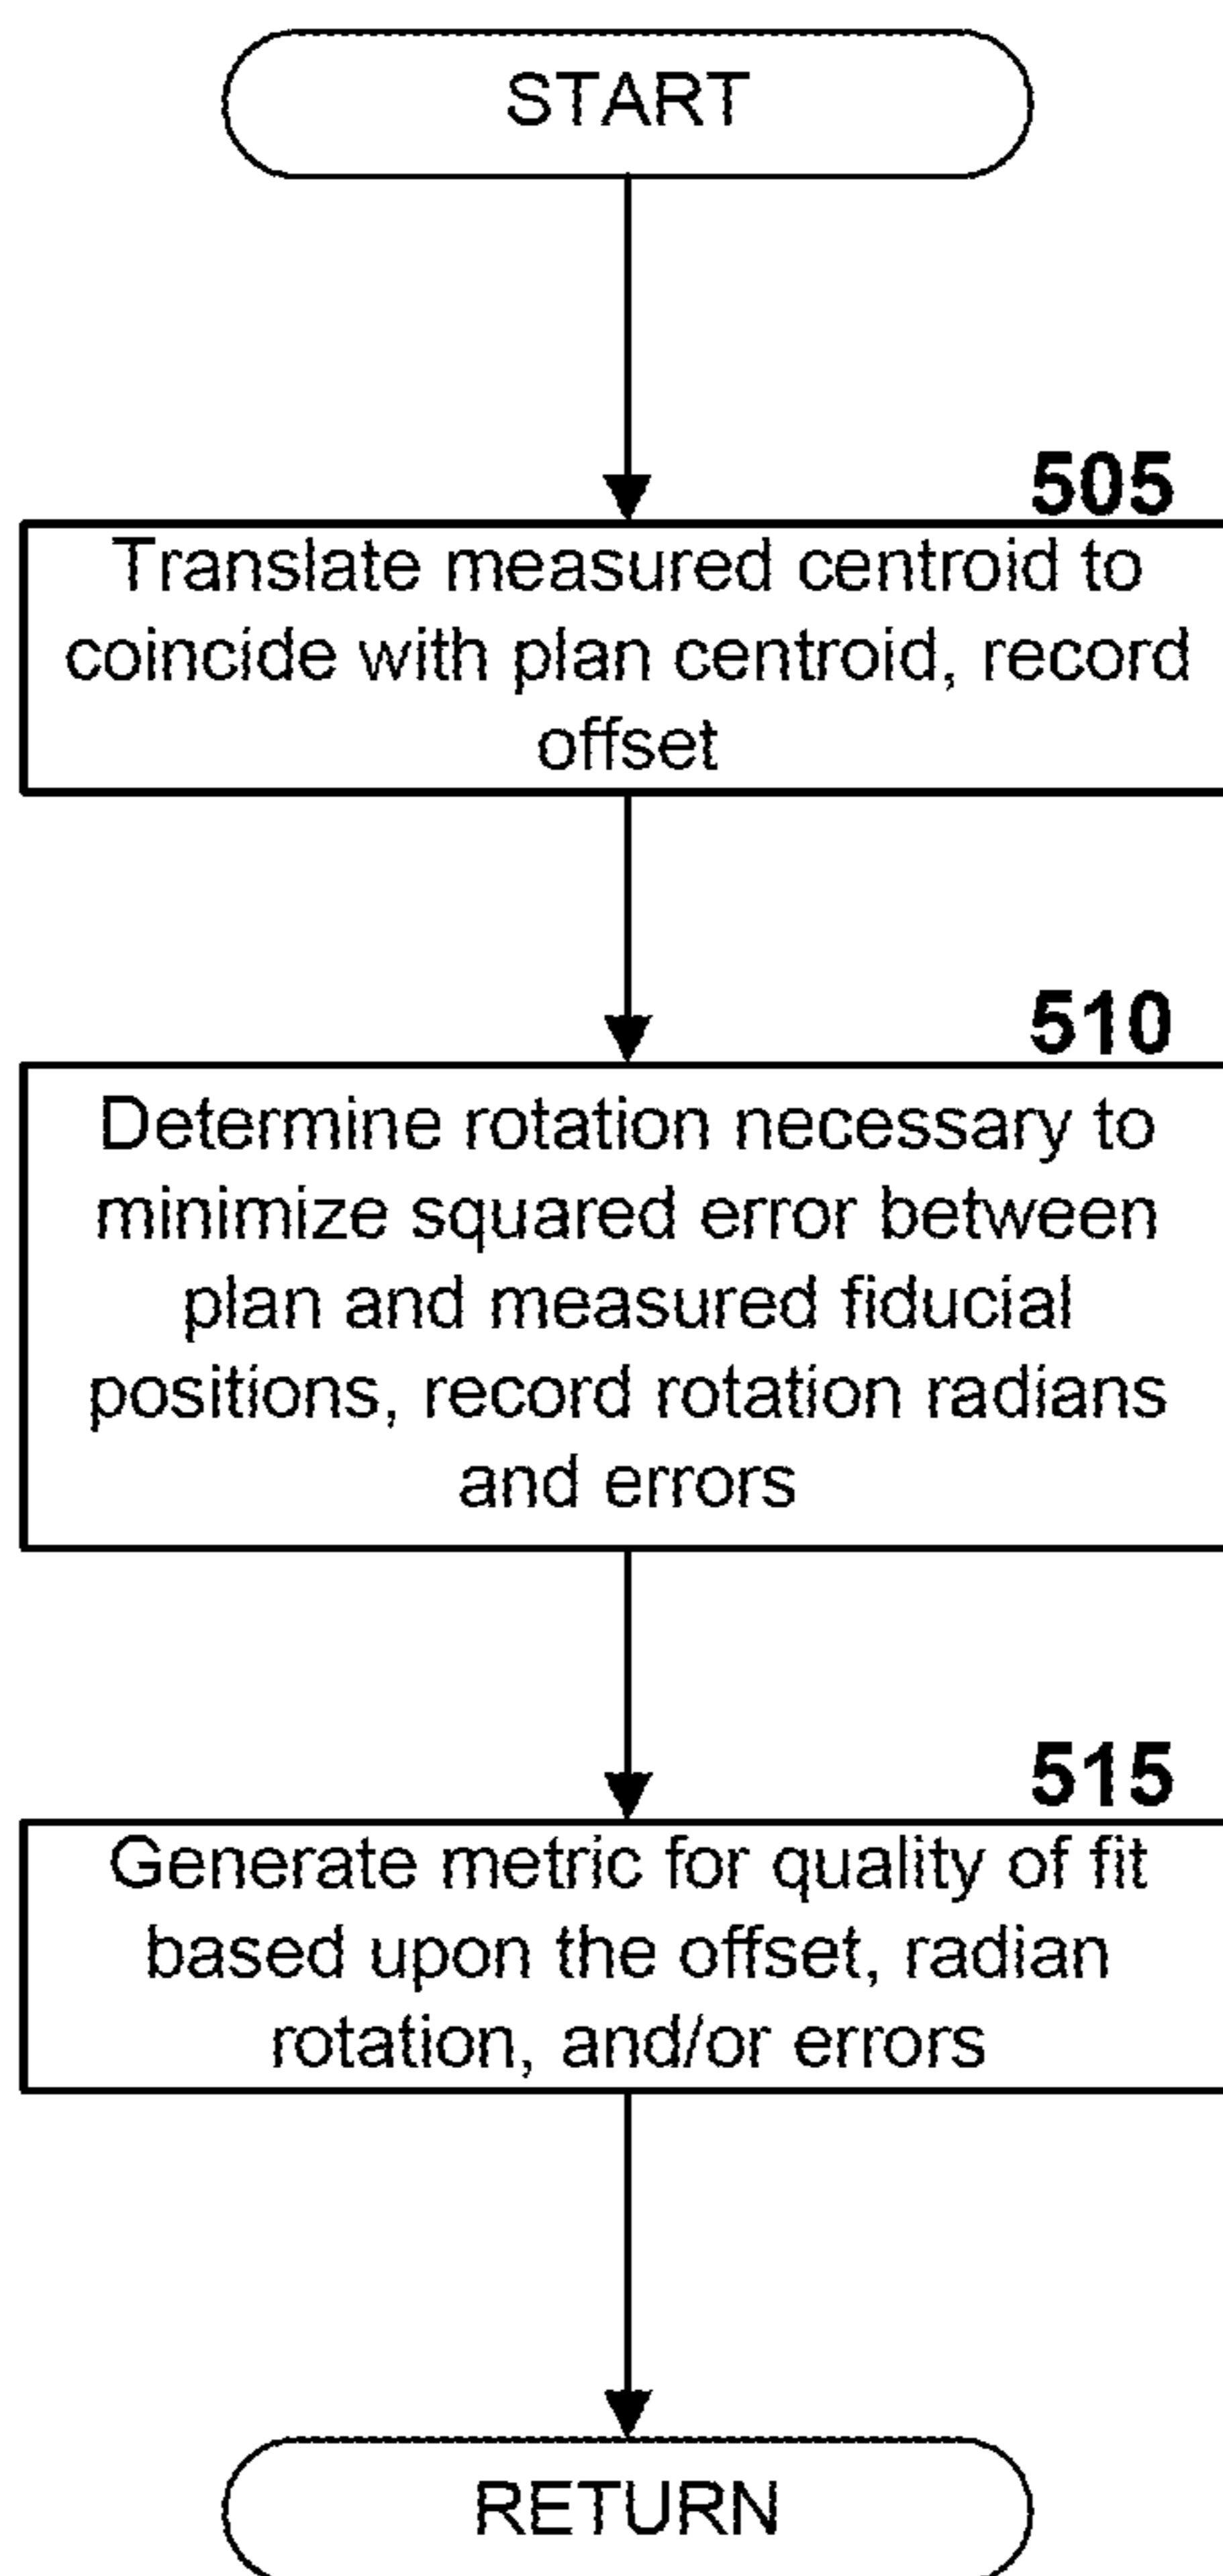 START
505
Translate measured centroid to
coincide with plan centroid, record
offset
510
Determine rotation necessary to
minimize squared error between
plan and measured fiducial
positions, record rotation radians
and errors
515
Generate metric for quality of fit
based upon the offset, radian
rotation, and/or errors
RETURN